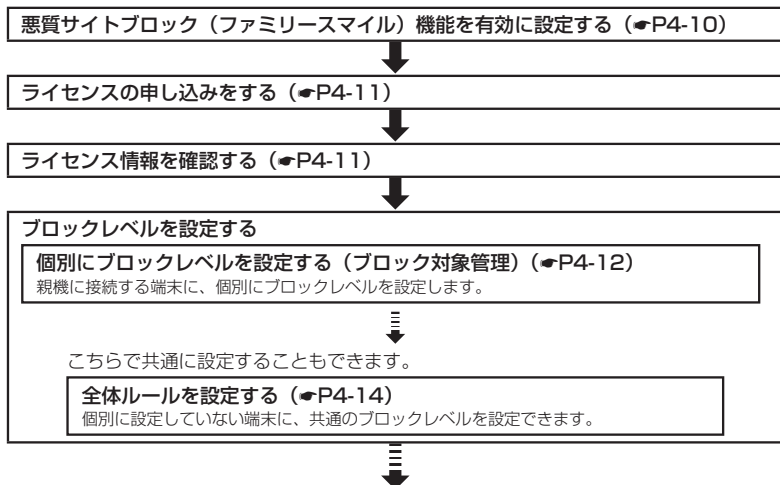 悪質サイトブロック（ファミリースマイル）機能を有効に設定する（☛P4-10）
ライセンスの申し込みをする（☛P4-11）
ライセンス情報を確認する（☛P4-11）
ブロックレベルを設定する
個別にブロックレベルを設定する（ブロック対象管理）（☛P4-12）
親機に接続する端末に、個別にブロックレベルを設定します。
こちらで共通に設定することもできます。
全体ルールを設定する（☛P4-14）
個別に設定していない端末に、共通のブロックレベルを設定できます。